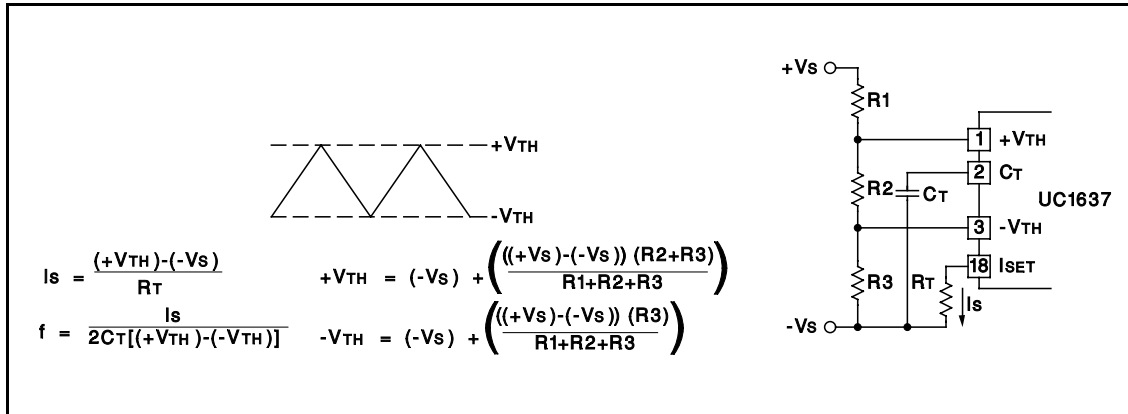 +VTH
-VTH
Is = (+VTH)-(-Vs) / RT
+VTH = (-Vs) + (((+Vs)-(-Vs)) (R2+R3) / R1+R2+R3)
f = Is / 2CT[(+VTH)-(-VTH)]
-VTH = (-Vs) + (((+Vs)-(-Vs)) (R3) / R1+R2+R3)
+Vs
R1
1 +VTH
2 CT
R2
CT
UC1637
3 -VTH
18 ISET
R3
RT
Is
-Vs